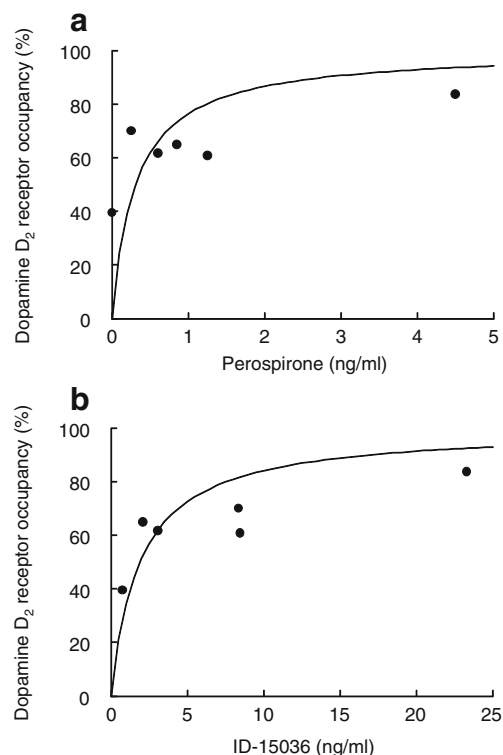 a
Dopamine D2 receptor occupancy (%)
100
80
60
40
20
0
0 1 2 3 4 5
Perospirone (ng/ml)
b
Dopamine D2 receptor occupancy (%)
100
80
60
40
20
0
0 5 10 15 20 25
ID-15036 (ng/ml)